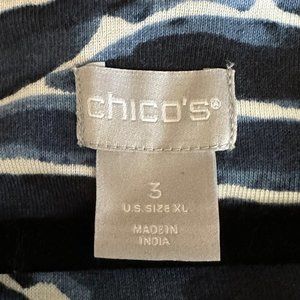 chico's®
3
U.S. SIZE XL
MADE IN
INDIA